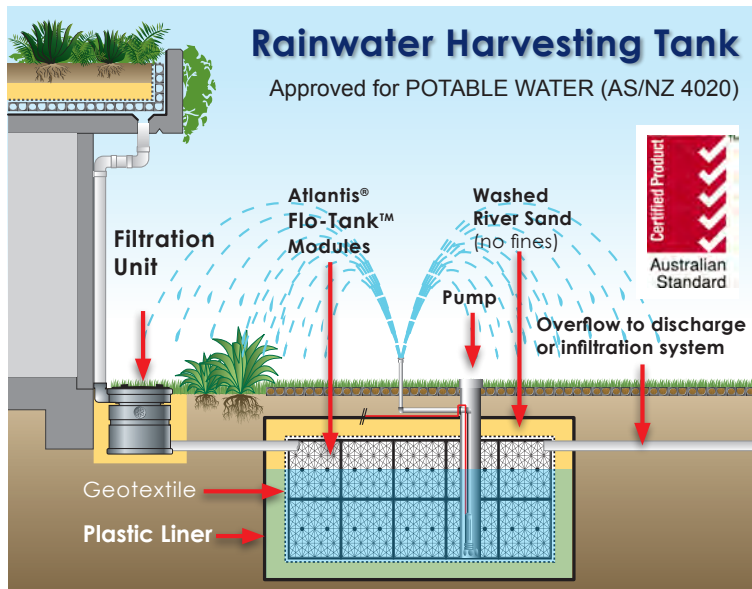 Rainwater Harvesting Tank
Approved for POTABLE WATER (AS/NZ 4020)
Certified Product
TM
Australian
Standard
Atlantis®
Flo-Tank™
Modules
Washed
River Sand
(no fines)
Filtration
Unit
Pump
Overflow to discharge
or infiltration system
Geotextile
Plastic Liner